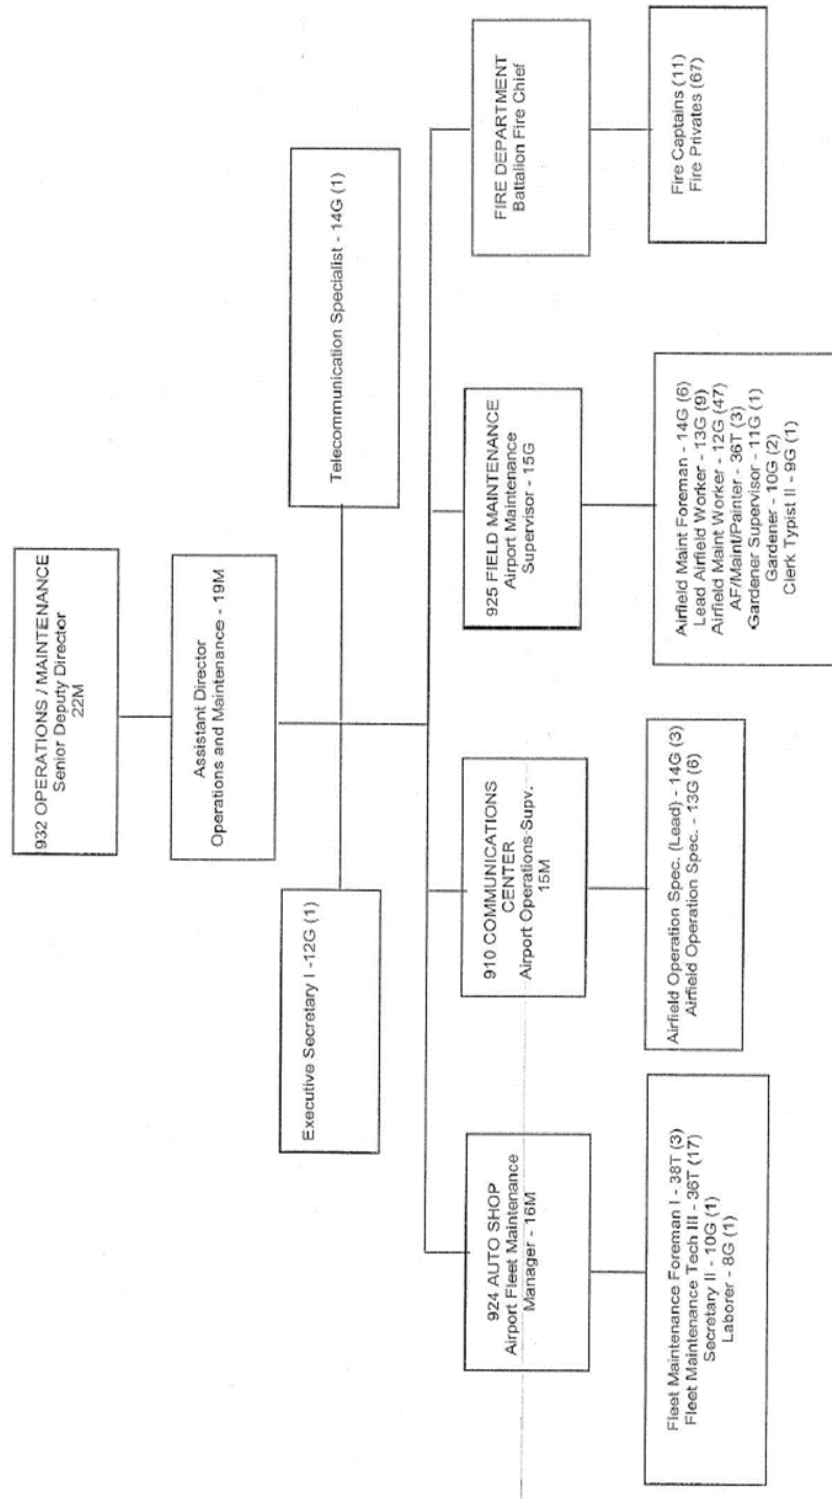 932 OPERATIONS / MAINTENANCE
Senior Deputy Director
22M
Assistant Director
Operations and Maintenance - 19M
Executive Secretary I -12G (1)
Telecommunication Specialist - 14G (1)
924 AUTO SHOP
Airport Fleet Maintenance
Manager - 16M
910 COMMUNICATIONS
CENTER
Airport Operations Supv.
15M
925 FIELD MAINTENANCE
Airport Maintenance
Supervisor - 15G
FIRE DEPARTMENT
Battalion Fire Chief
Fleet Maintenance Foreman I - 38T (3)
Fleet Maintenance Tech III - 36T (17)
Secretary II - 10G (1)
Laborer - 8G (1)
Airfield Operation Spec. (Lead) - 14G (3)
Airfield Operation Spec. - 13G (6)
Airfield Maint Foreman - 14G (6)
Lead Airfield Worker - 13G (9)
Airfield Maint Worker - 12G (47)
AF/Maint/Painter - 36T (3)
Gardener Supervisor - 11G (1)
Gardener - 10G (2)
Clerk Typist II - 9G (1)
Fire Captains (11)
Fire Privates (67)